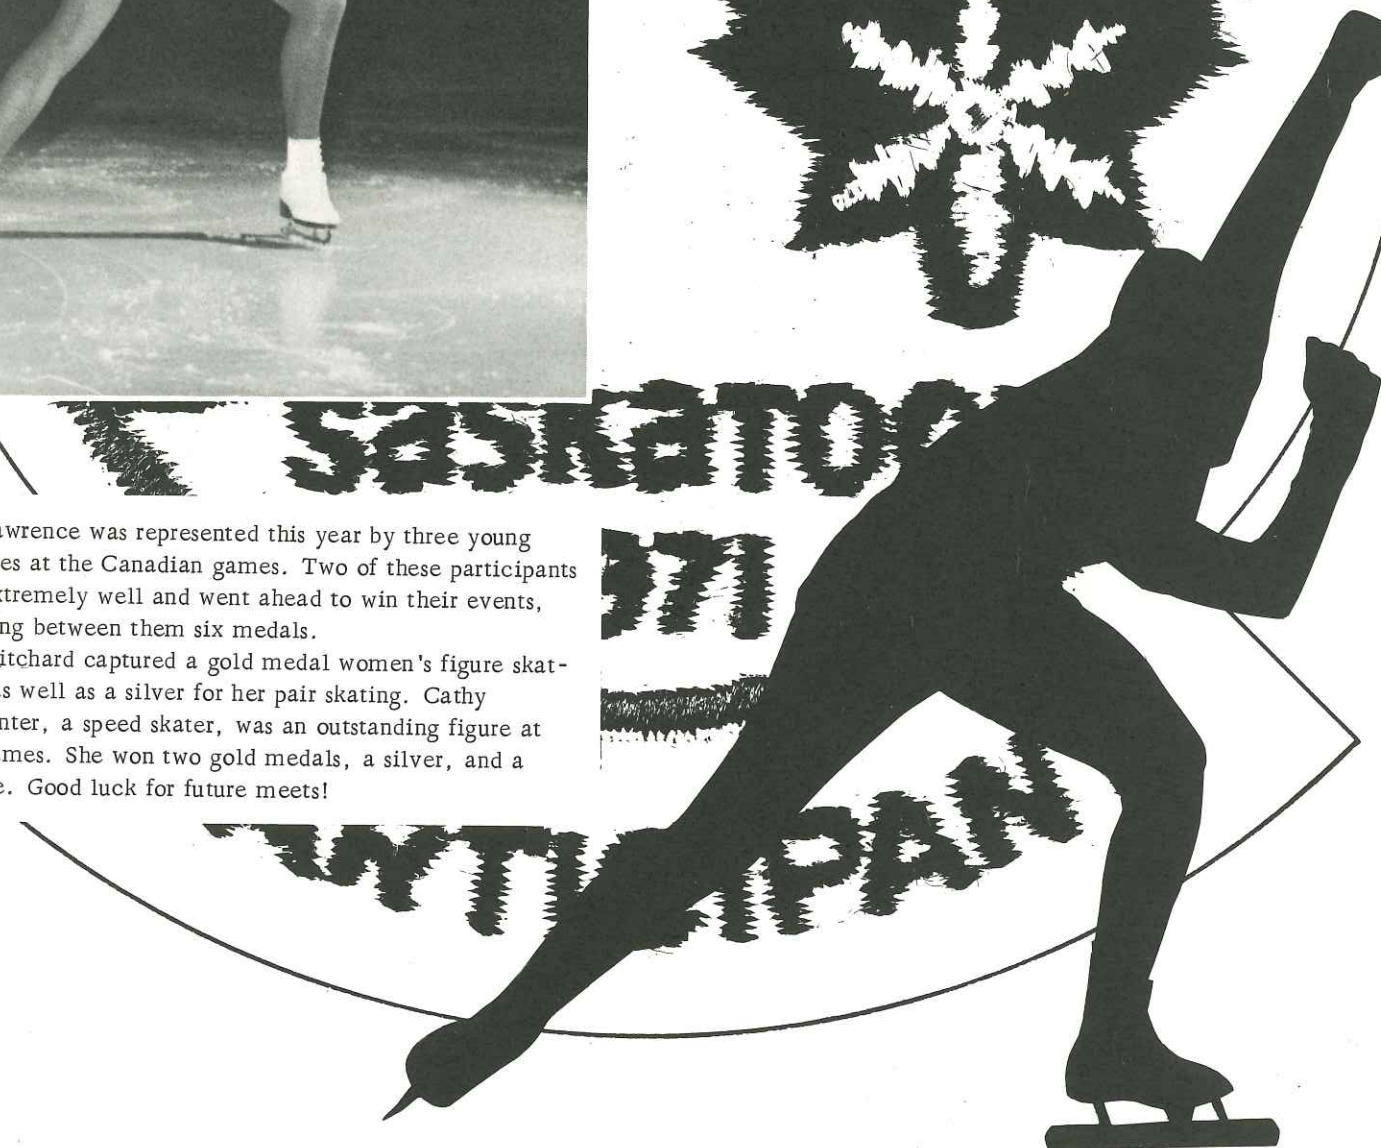 saskatoo
971
awrence was represented this year by three young
es at the Canadian games. Two of these participants
xtremely well and went ahead to win their events,
ng between them six medals.
itchard captured a gold medal women's figure skat-
s well as a silver for her pair skating. Cathy
nter, a speed skater, was an outstanding figure at
mes. She won two gold medals, a silver, and a
e. Good luck for future meets!
PAN